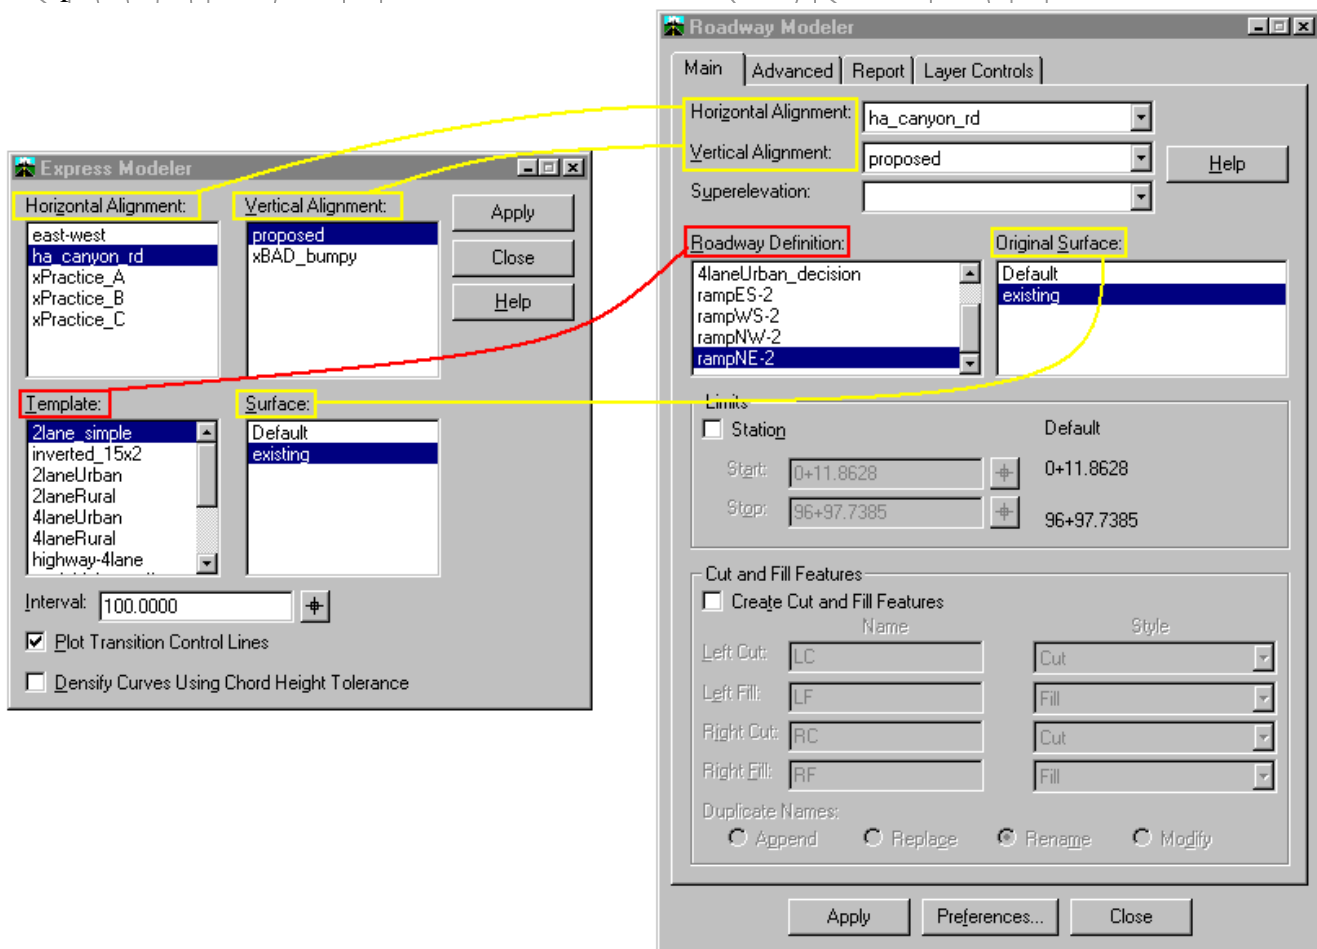 Express Modeler
Horizontal Alignment:
east-west
ha_canyon_rd
xPractice_A
xPractice_B
xPractice_C
Vertical Alignment:
proposed
xBAD_bumpy
Apply
Close
Help
Template:
2lane_simple
inverted_15x2
2laneUrban
2laneRural
4laneUrban
4laneRural
highway-4lane
Surface:
Default
existing
Interval: 100.0000
Plot Transition Control Lines
Densify Curves Using Chord Height Tolerance
Roadway Modeler
Main Advanced Report Layer Controls
Horizontal Alignment: ha_canyon_rd
Vertical Alignment: proposed
Help
Superelevation:
Roadway Definition:
4laneUrban_decision
rampES-2
rampWS-2
rampNW-2
rampNE-2
Original Surface:
Default
existing
Limits
Station Default
Start: 0+11.8628 0+11.8628
Stop: 96+97.7385 96+97.7385
Cut and Fill Features
Create Cut and Fill Features
Name Style
Left Cut: LC Cut
Left Fill: LF Fill
Right Cut: RC Cut
Right Fill: RF Fill
Duplicate Names:
Append Replace Rename Modify
Apply Preferences... Close